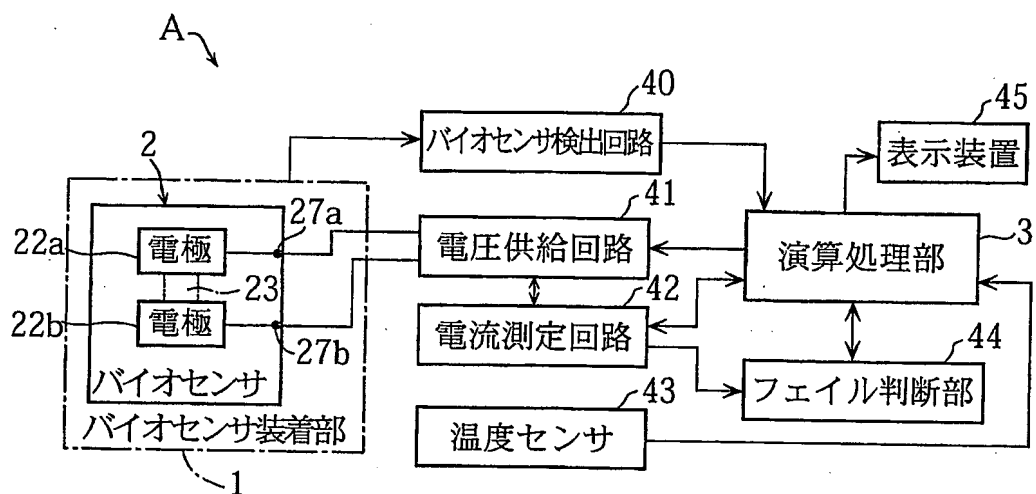 A
40
バイオセンサ検出回路
45
表示装置
2
27a
41
電圧供給回路
3
演算処理部
22a
電極
23
22b
電極
27b
42
電流測定回路
44
フェイル判断部
バイオセンサ
バイオセンサ装着部
43
温度センサ
1